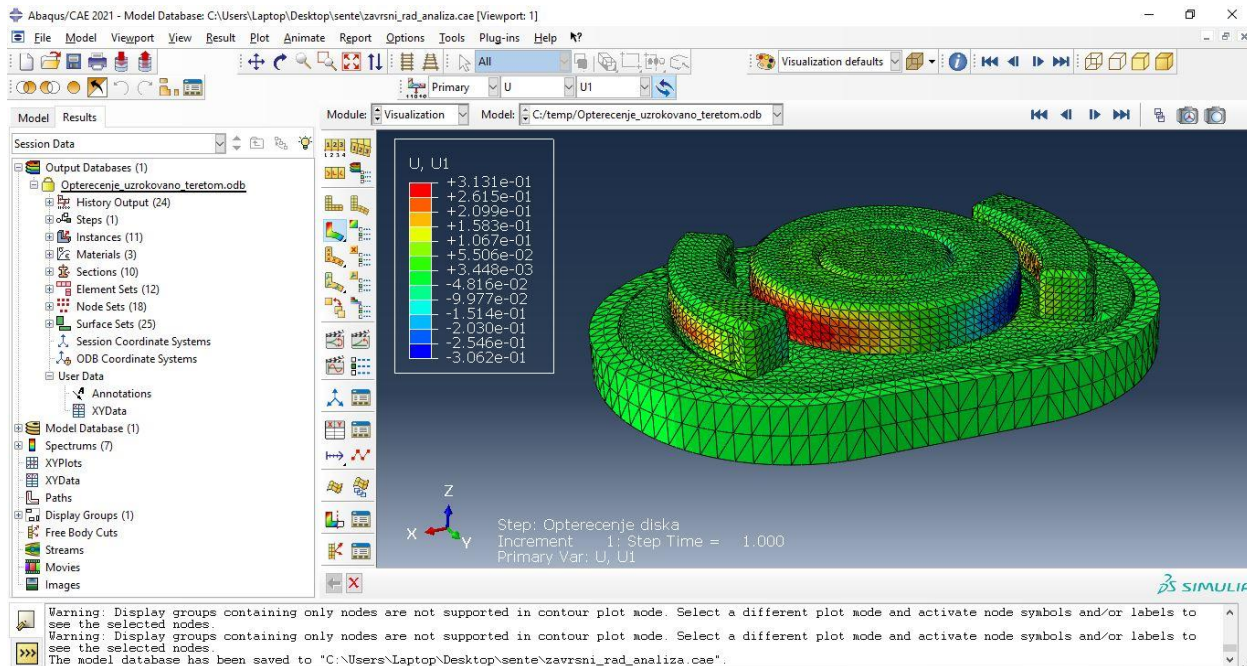 Abaqus/CAE 2021 - Model Database: C:\Users\Laptop\Desktop\sente\zavrsni_rad_analiza.cae [Viewport: 1]
File Model Viewport View Result Plot Animate Report Options Tools Plug-ins Help
All
Visualization defaults
Primary U U1
Model Results
Module: Visualization Model: C:/temp/Opterecenje_uzrokovano_teretom.odb
Session Data
Output Databases (1)
Opterecenje_uzrokovano_teretom.odb
History Output (24)
Steps (1)
Instances (11)
Materials (3)
Sections (10)
Element Sets (12)
Node Sets (18)
Surface Sets (25)
Session Coordinate Systems
ODB Coordinate Systems
User Data
Annotations
XYData
Model Database (1)
Spectrums (7)
XYPlots
XYData
Paths
Display Groups (1)
Free Body Cuts
Streams
Movies
Images
U, U1
+3.131e-01
+2.615e-01
+2.099e-01
+1.583e-01
+1.067e-01
+5.506e-02
+3.448e-03
-4.816e-02
-9.977e-02
-1.514e-01
-2.030e-01
-2.546e-01
-3.062e-01
Z
X
Y
Step: Opterecenje diska
Increment 1: Step Time = 1.000
Primary Var: U, U1
SIMULIA
Warning: Display groups containing only nodes are not supported in contour plot mode. Select a different plot mode and activate node symbols and/or labels to
see the selected nodes.
Warning: Display groups containing only nodes are not supported in contour plot mode. Select a different plot mode and activate node symbols and/or labels to
see the selected nodes.
The model database has been saved to "C:\Users\Laptop\Desktop\sente\zavrsni_rad_analiza.cae".